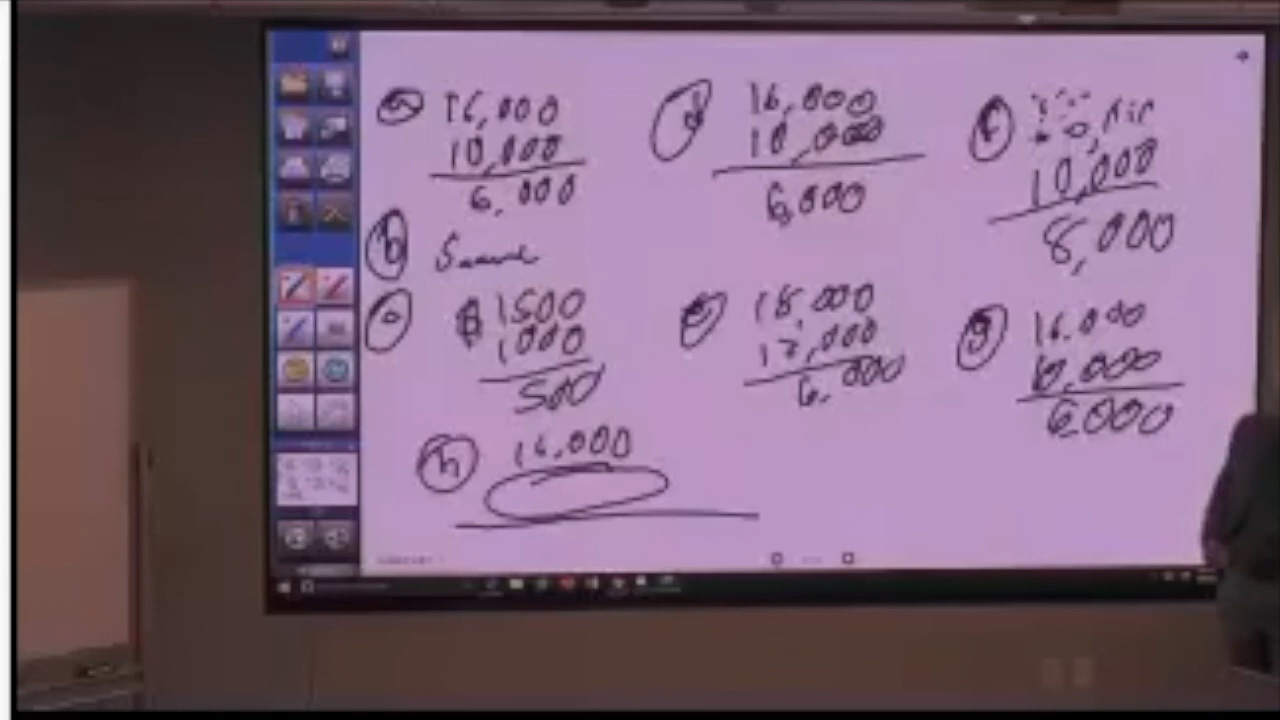 a 16,000
10,000
6,000
b Same
c $1500
1000
500
d 16,000
10,000
6,000
e 18,000
12,000
6,000
f
10,000
8,000
g 16,000
10,000
6,000
h 16,000